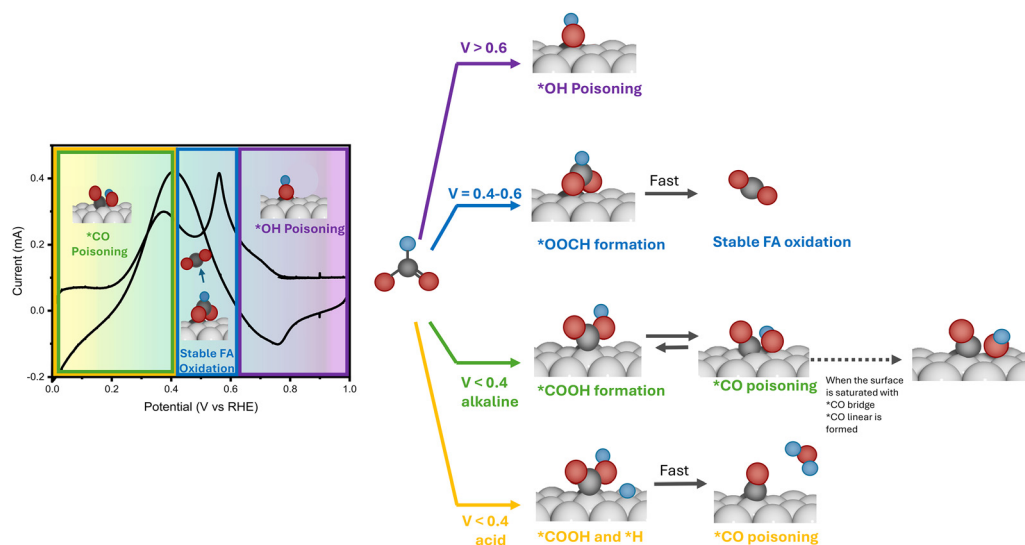 V > 0.6
*OH Poisoning
V = 0.4-0.6
Fast
*OOCH formation
Stable FA oxidation
Current (mA)
0.4
0.2
0.0
-0.2
*CO
Poisoning
*OH Poisoning
Stable FA
Oxidation
0.0 0.2 0.4 0.6 0.8 1.0
Potential (V vs RHE)
V < 0.4
alkaline
*COOH formation
*CO poisoning
When the surface
is saturated with
*CO bridge
*CO linear is
formed
V < 0.4
acid
Fast
*COOH and *H
*CO poisoning